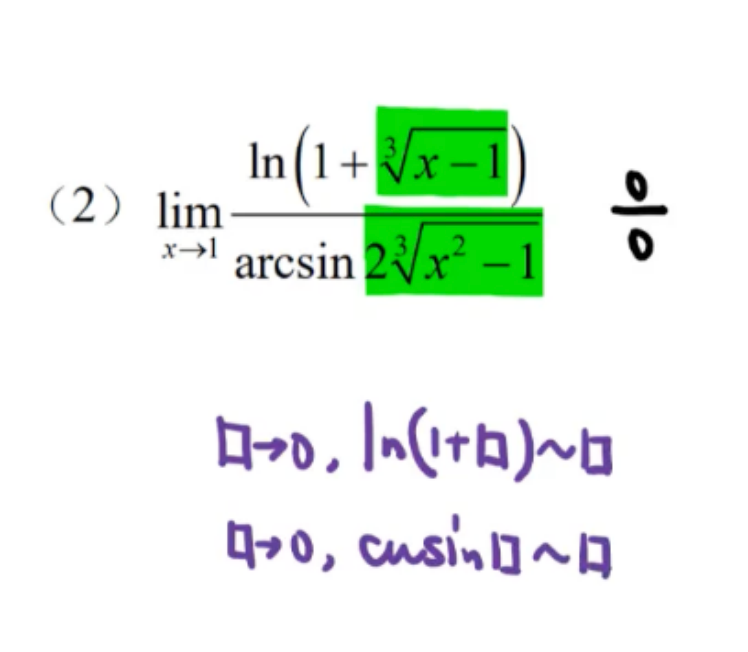 （2） lim_{x→1} ln(1+∛(x−1)) / arcsin 2∛(x²−1) 0/0
□→0, ln(1+□)~□
□→0, arcsin□~□